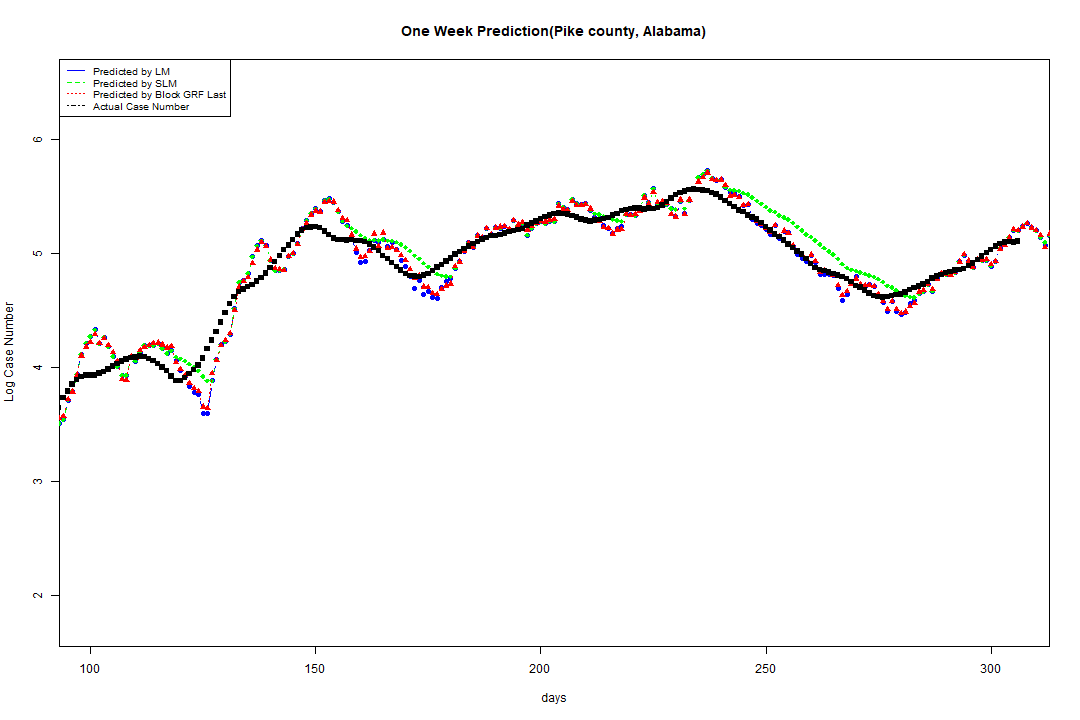 One Week Prediction(Pike county, Alabama)
Predicted by LM
Predicted by SLM
Predicted by Block GRF Last
Actual Case Number
6
5
4
3
2
Log Case Number
100 150 200 250 300
days